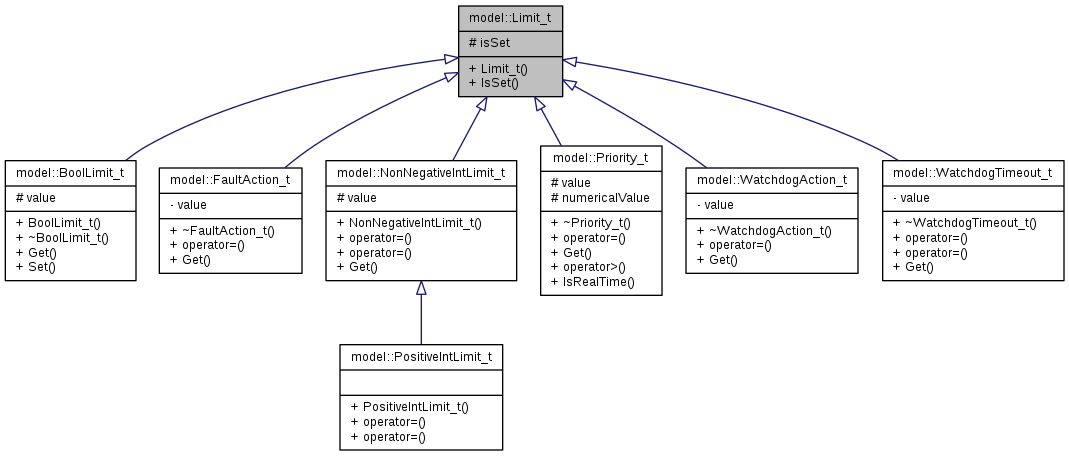 model::Limit_t
# isSet
+ Limit_t()
+ IsSet()
model::BoolLimit_t
# value
+ BoolLimit_t()
+ ~BoolLimit_t()
+ Get()
+ Set()
model::FaultAction_t
- value
+ ~FaultAction_t()
+ operator=()
+ Get()
model::NonNegativeIntLimit_t
# value
+ NonNegativeIntLimit_t()
+ operator=()
+ operator=()
+ Get()
model::Priority_t
# value
# numericalValue
+ ~Priority_t()
+ operator=()
+ Get()
+ operator>()
+ IsRealTime()
model::WatchdogAction_t
- value
+ ~WatchdogAction_t()
+ operator=()
+ Get()
model::WatchdogTimeout_t
- value
+ ~WatchdogTimeout_t()
+ operator=()
+ operator=()
+ Get()
model::PositiveIntLimit_t
+ PositiveIntLimit_t()
+ operator=()
+ operator=()